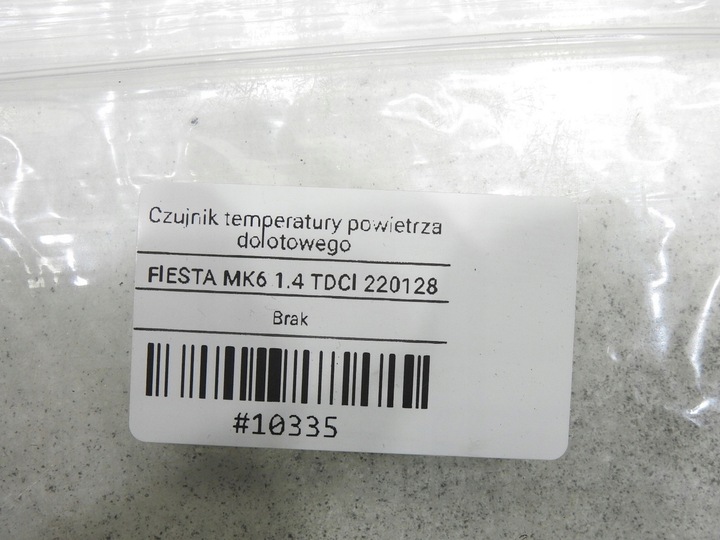 Czujnik temperatury powietrza
dolotowego
FIESTA MK6 1.4 TDCI 220128
Brak
#10335